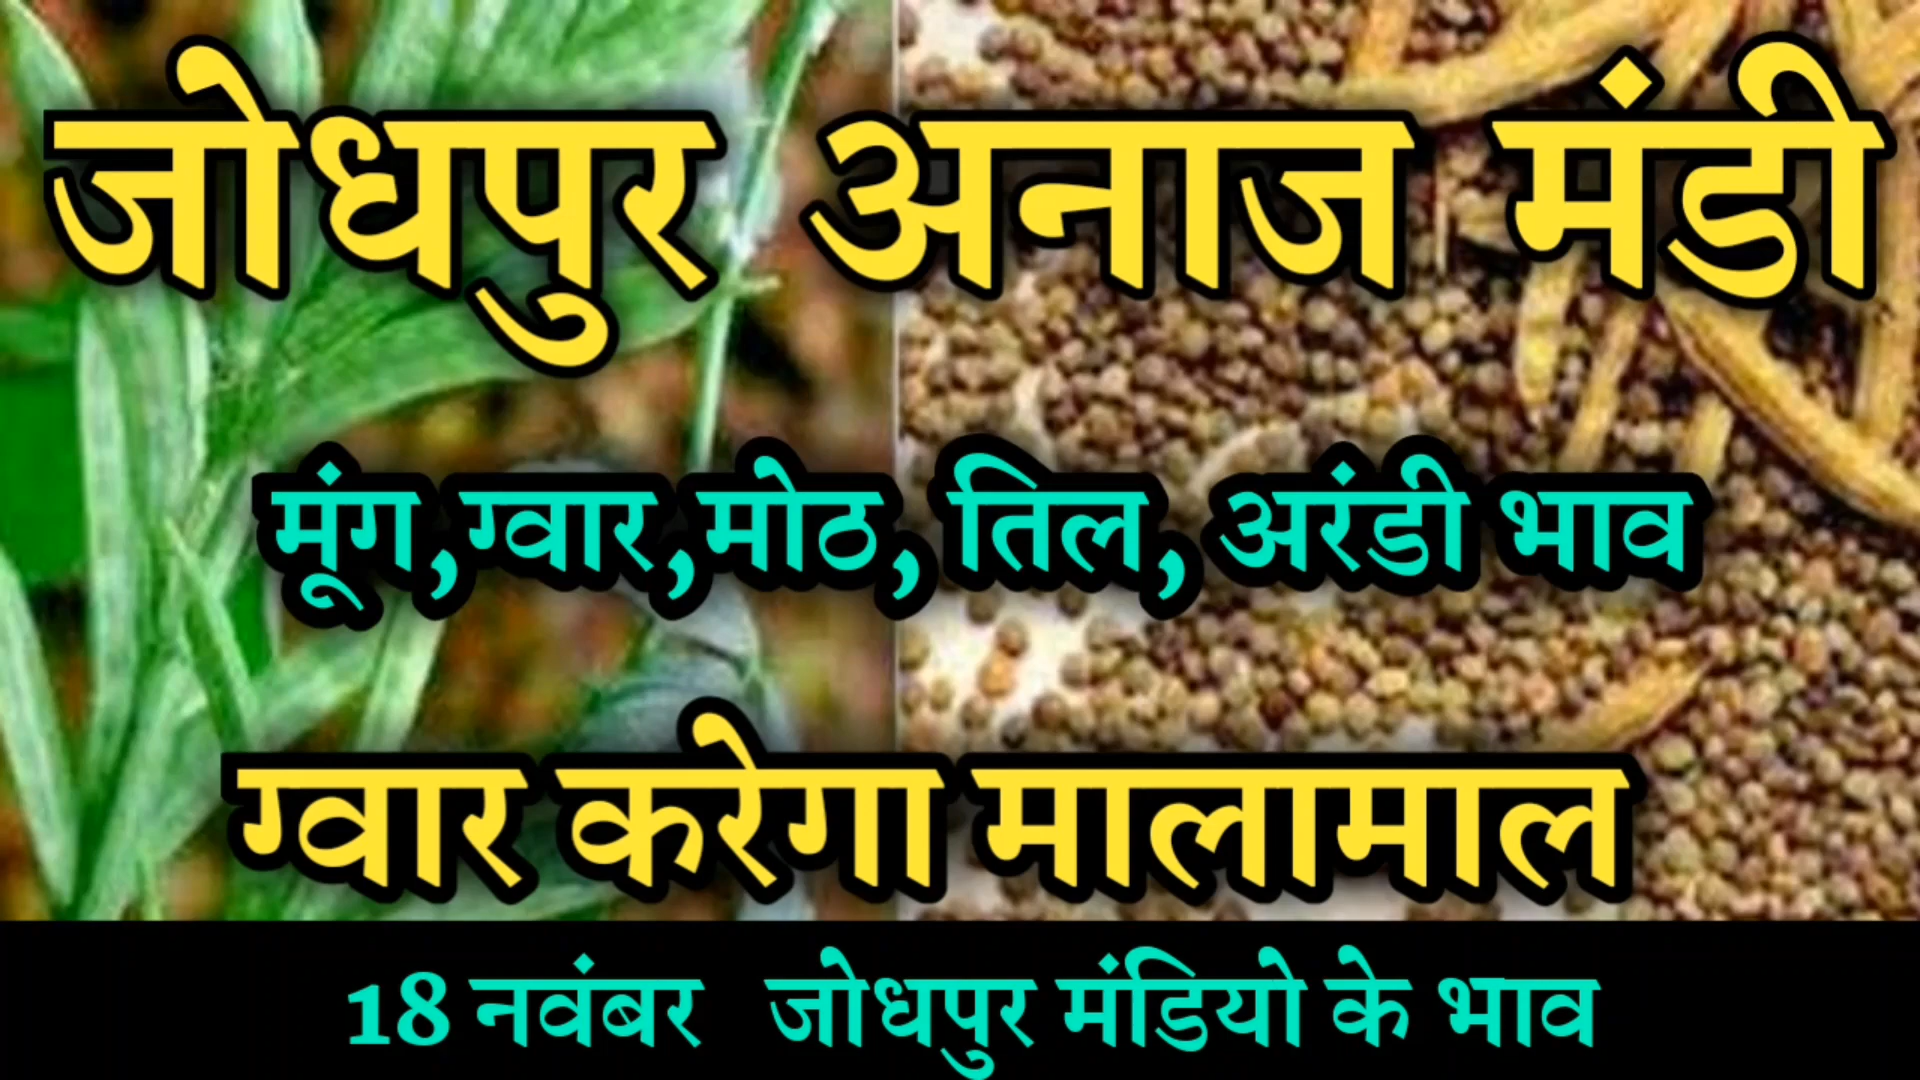 जोधपुर अनाज मंडी
मूंग,ग्वार,मोठ, तिल, अरंडी भाव
ग्वार करेगा मालामाल
18 नवंबर जोधपुर मंडियो के भाव